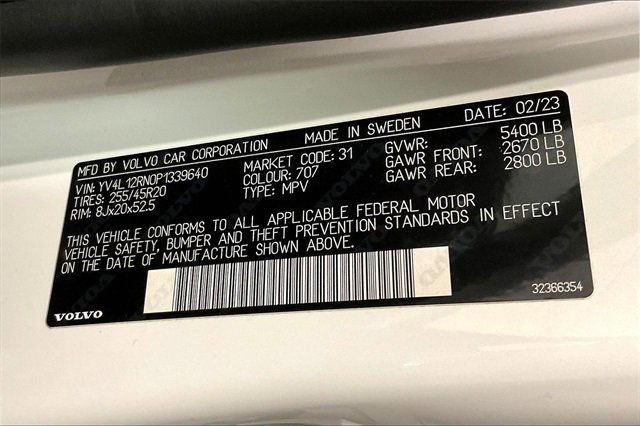 MFD BY VOLVO CAR CORPORATION MADE IN SWEDEN DATE: 02/23
VIN: YV4L12RN0P1339640 MARKET CODE: 31 GVWR: 5400 LB
TIRES: 255/45R20 COLOUR: 707 GAWR FRONT: 2670 LB
RIM: 8Jx20x52.5 TYPE: MPV GAWR REAR: 2800 LB
THIS VEHICLE CONFORMS TO ALL APPLICABLE FEDERAL MOTOR
VEHICLE SAFETY, BUMPER AND THEFT PREVENTION STANDARDS IN EFFECT
ON THE DATE OF MANUFACTURE SHOWN ABOVE.
VOLVO 32366354